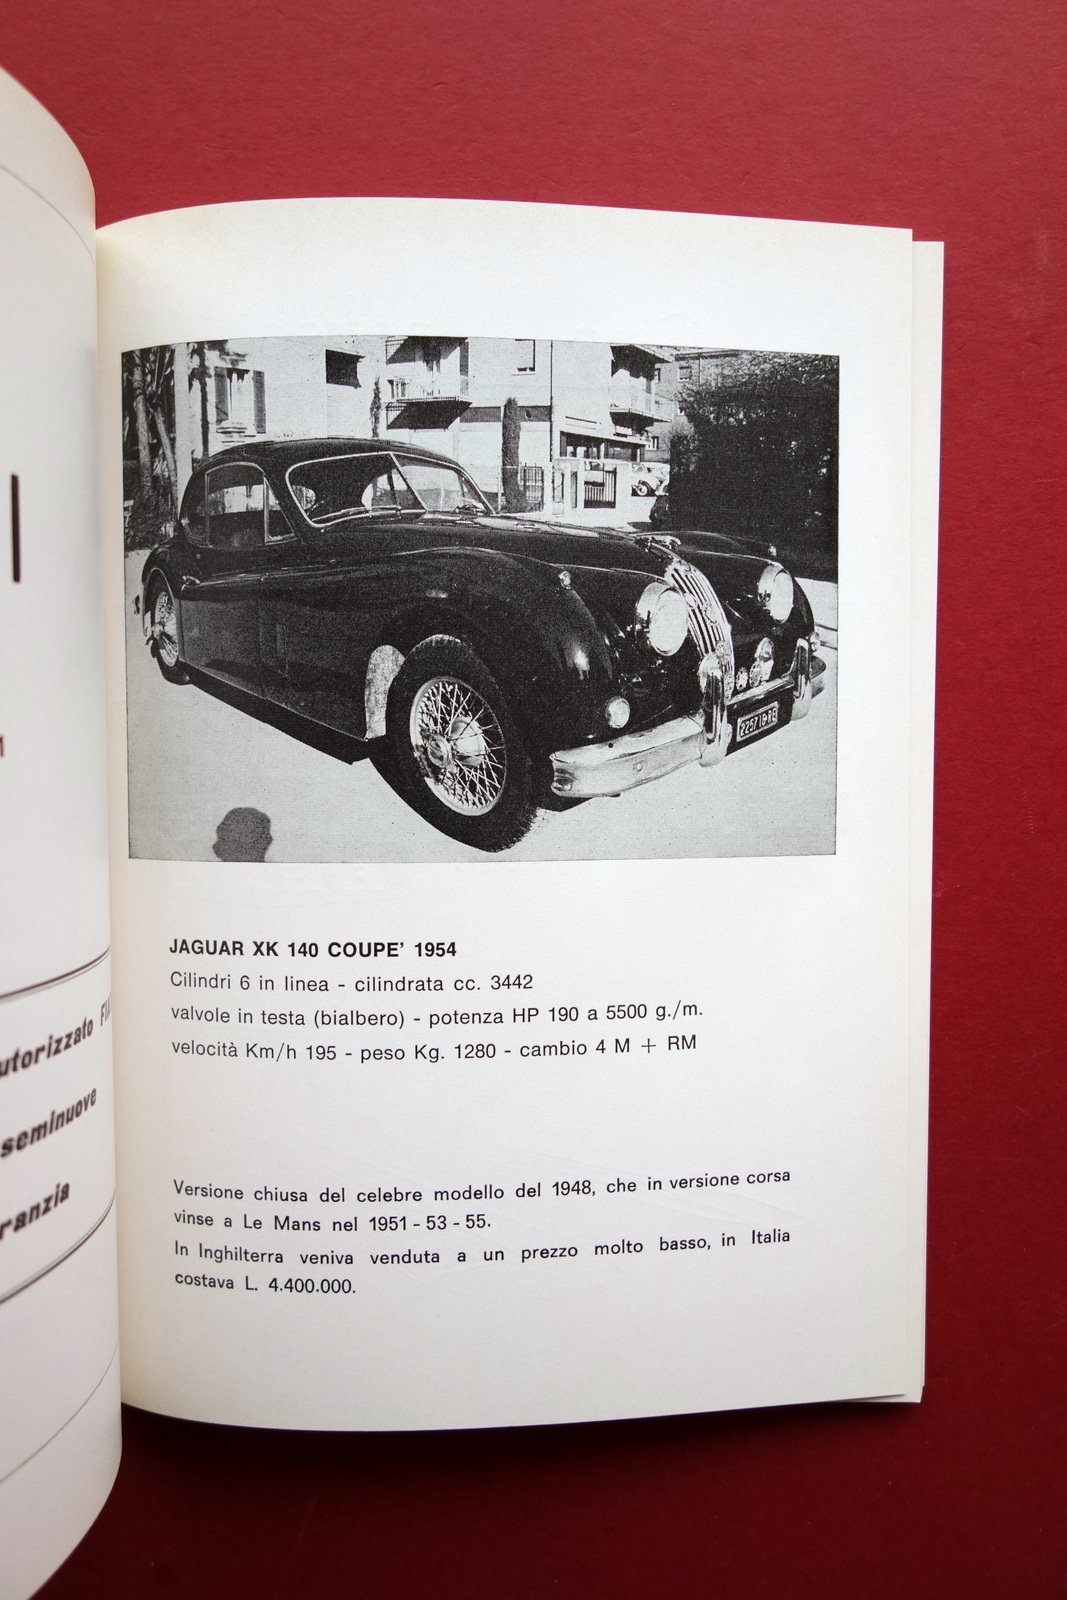 utorizzato
seminuove
ranzia
JAGUAR XK 140 COUPE' 1954
Cilindri 6 in linea - cilindrata cc. 3442
valvole in testa (bialbero) - potenza HP 190 a 5500 g./m.
velocità Km/h 195 - peso Kg. 1280 - cambio 4 M + RM
Versione chiusa del celebre modello del 1948, che in versione corsa
vinse a Le Mans nel 1951 - 53 - 55.
In Inghilterra veniva venduta a un prezzo molto basso, in Italia
costava L. 4.400.000.